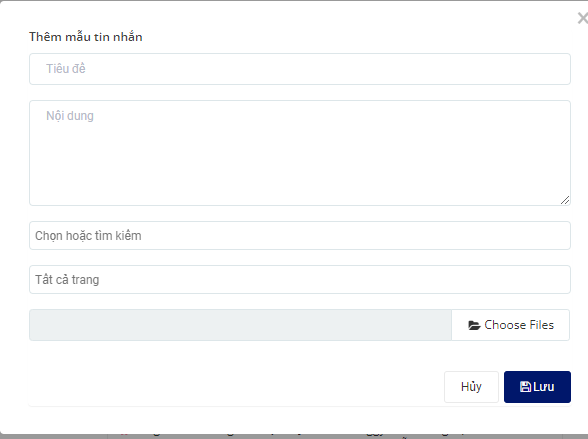 Thêm mẫu tin nhắn
Tiêu đề
Nội dung
Chọn hoặc tìm kiếm
Tất cả trang
Choose Files
Hủy
Lưu